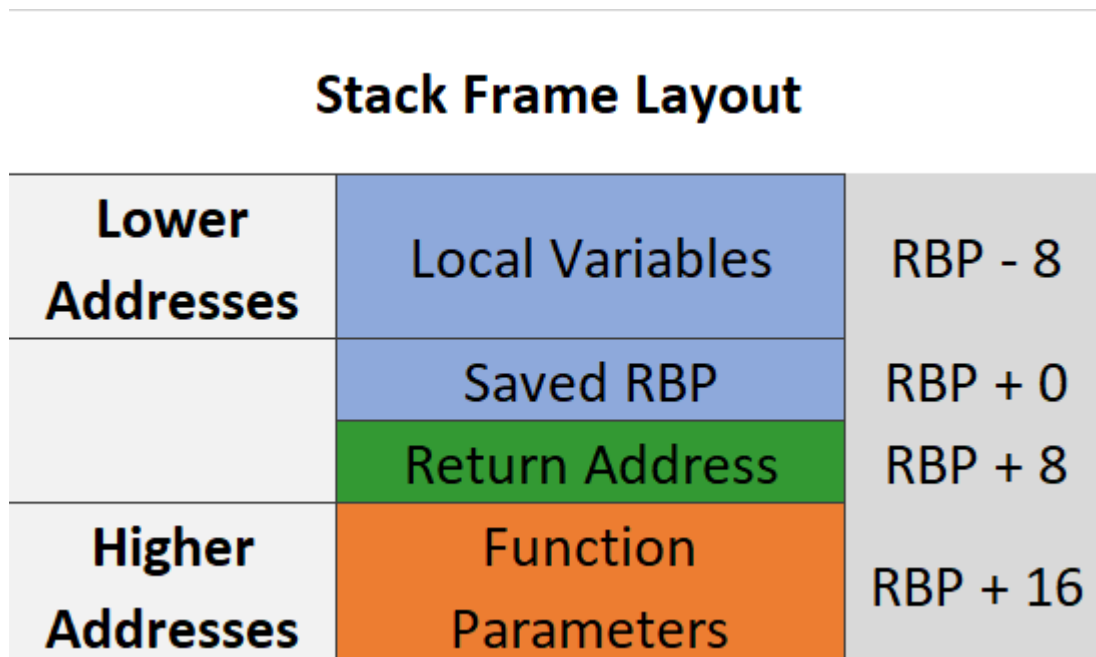 Stack Frame Layout
Lower
Addresses
Local Variables
RBP - 8
Saved RBP
RBP + 0
Return Address
RBP + 8
Higher
Addresses
Function
Parameters
RBP + 16